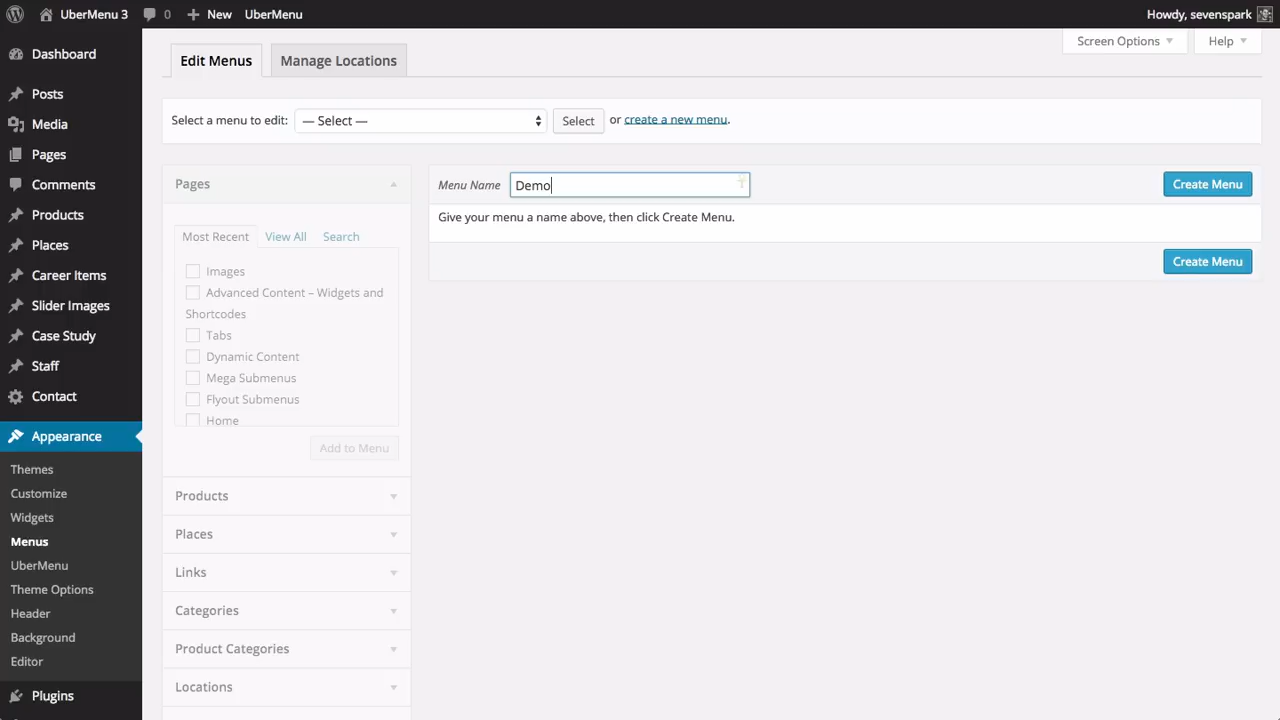 UberMenu 3
0
New
UberMenu
Howdy, sevenspark
Screen Options
Help
Dashboard
Posts
Media
Pages
Comments
Products
Places
Career Items
Slider Images
Case Study
Staff
Contact
Appearance
Themes
Customize
Widgets
Menus
UberMenu
Theme Options
Header
Background
Editor
Plugins
Edit Menus
Manage Locations
Select a menu to edit:
— Select —
Select
or create a new menu.
Pages
Most Recent
View All
Search
Images
Advanced Content – Widgets and
Shortcodes
Tabs
Dynamic Content
Mega Submenus
Flyout Submenus
Home
Add to Menu
Products
Places
Links
Categories
Product Categories
Locations
Menu Name
Demo
Create Menu
Give your menu a name above, then click Create Menu.
Create Menu